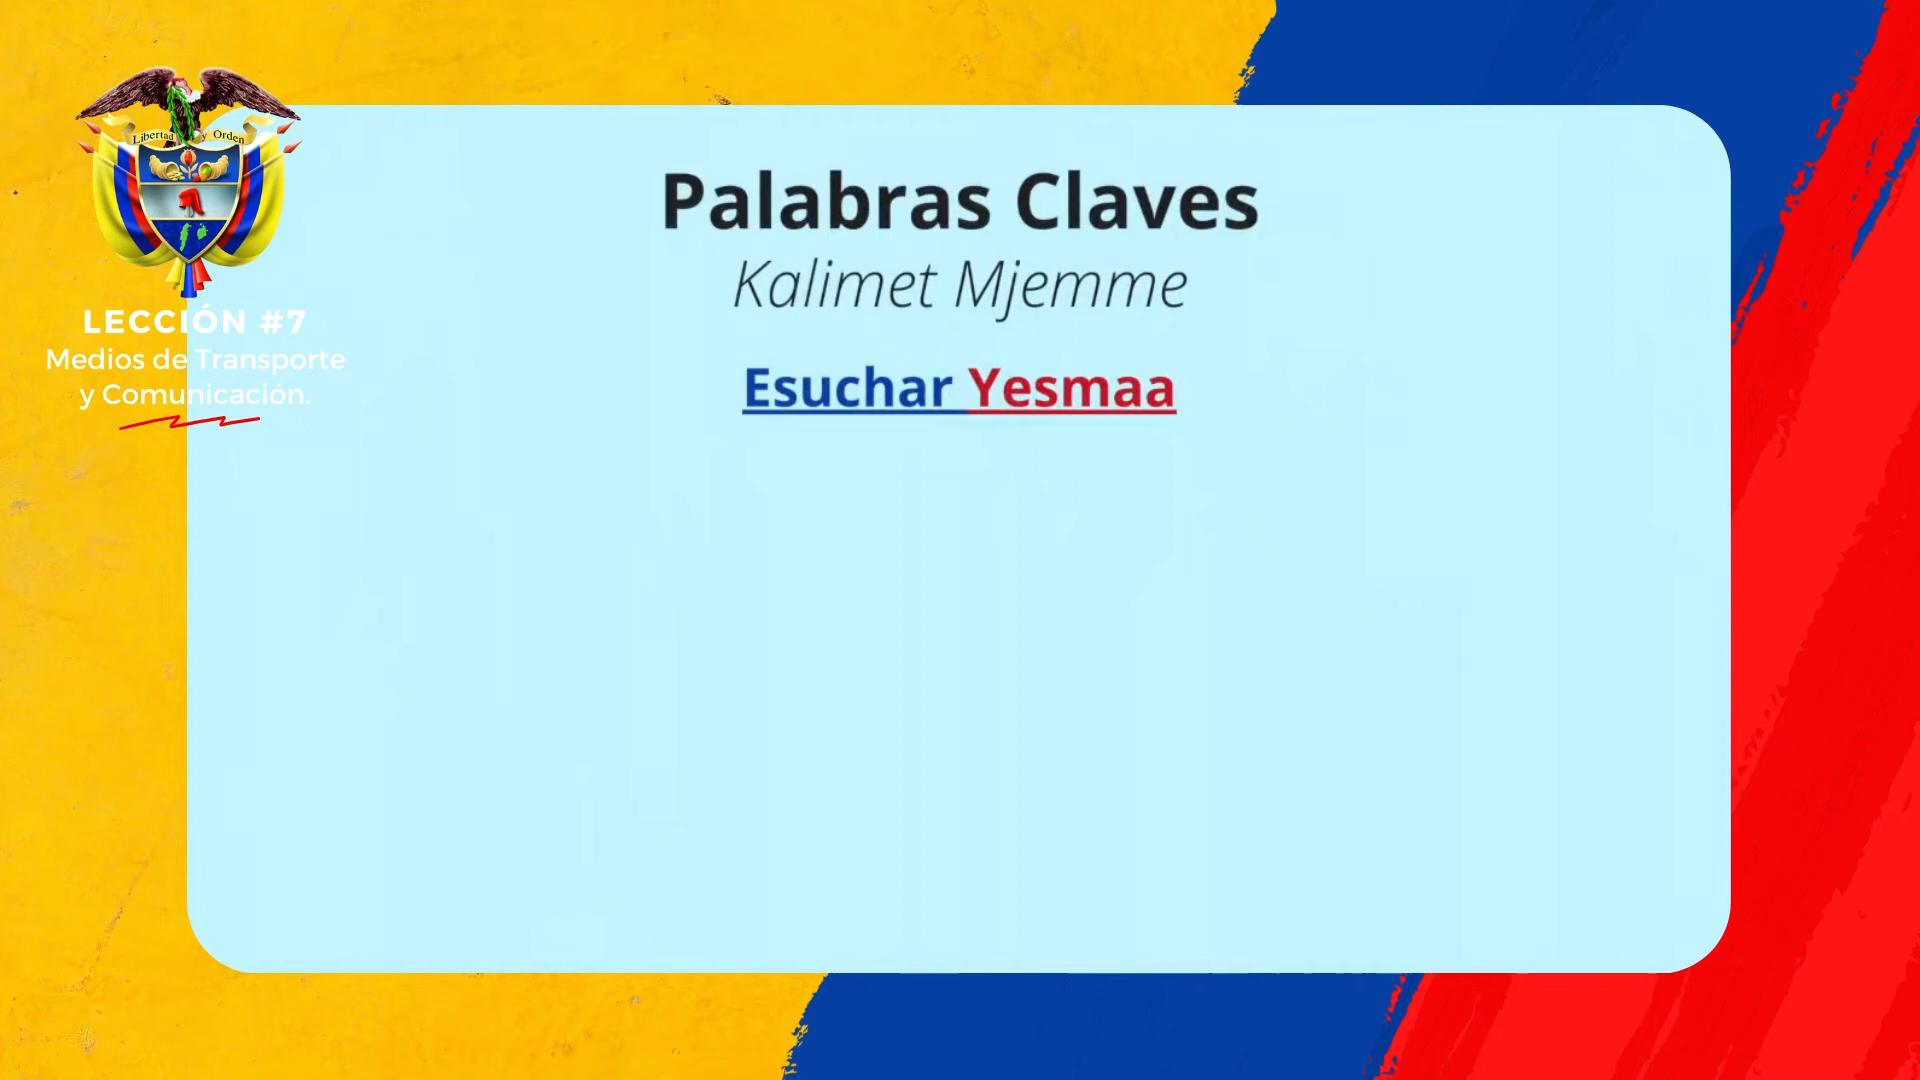 Libertad y Orden
LECCIÓN #7
Medios de Transporte
y Comunicación.
Palabras Claves
Kalimet Mjemme
Esuchar Yesmaa